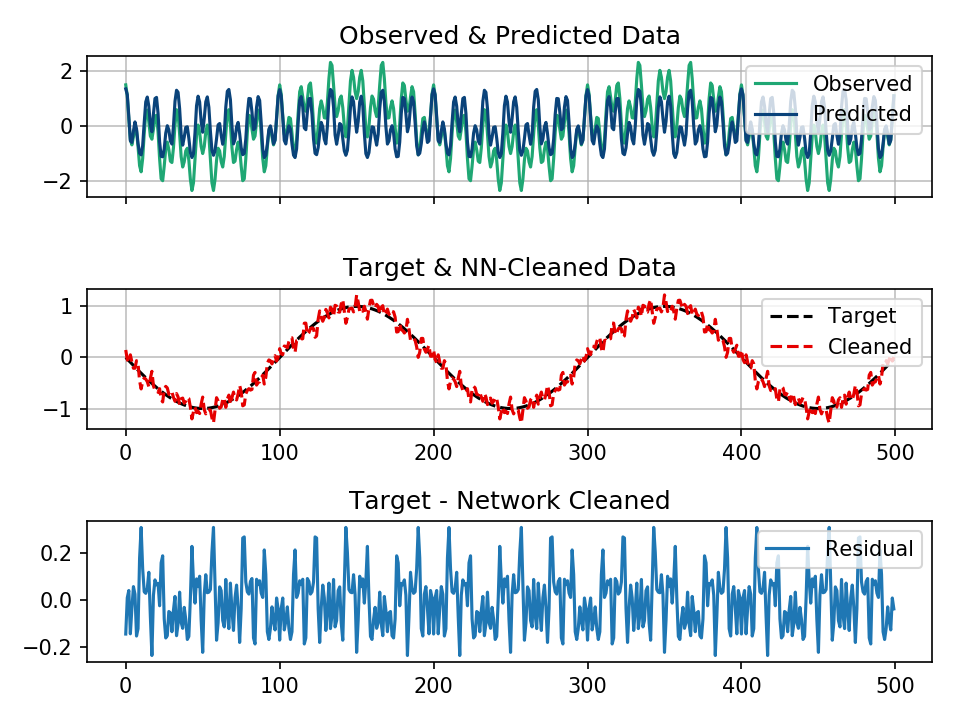 Observed & Predicted Data
2
0
−2
Observed
Predicted
Target & NN-Cleaned Data
1
0
−1
Target
Cleaned
0 100 200 300 400 500
Target - Network Cleaned
0.2
0.0
−0.2
Residual
0 100 200 300 400 500